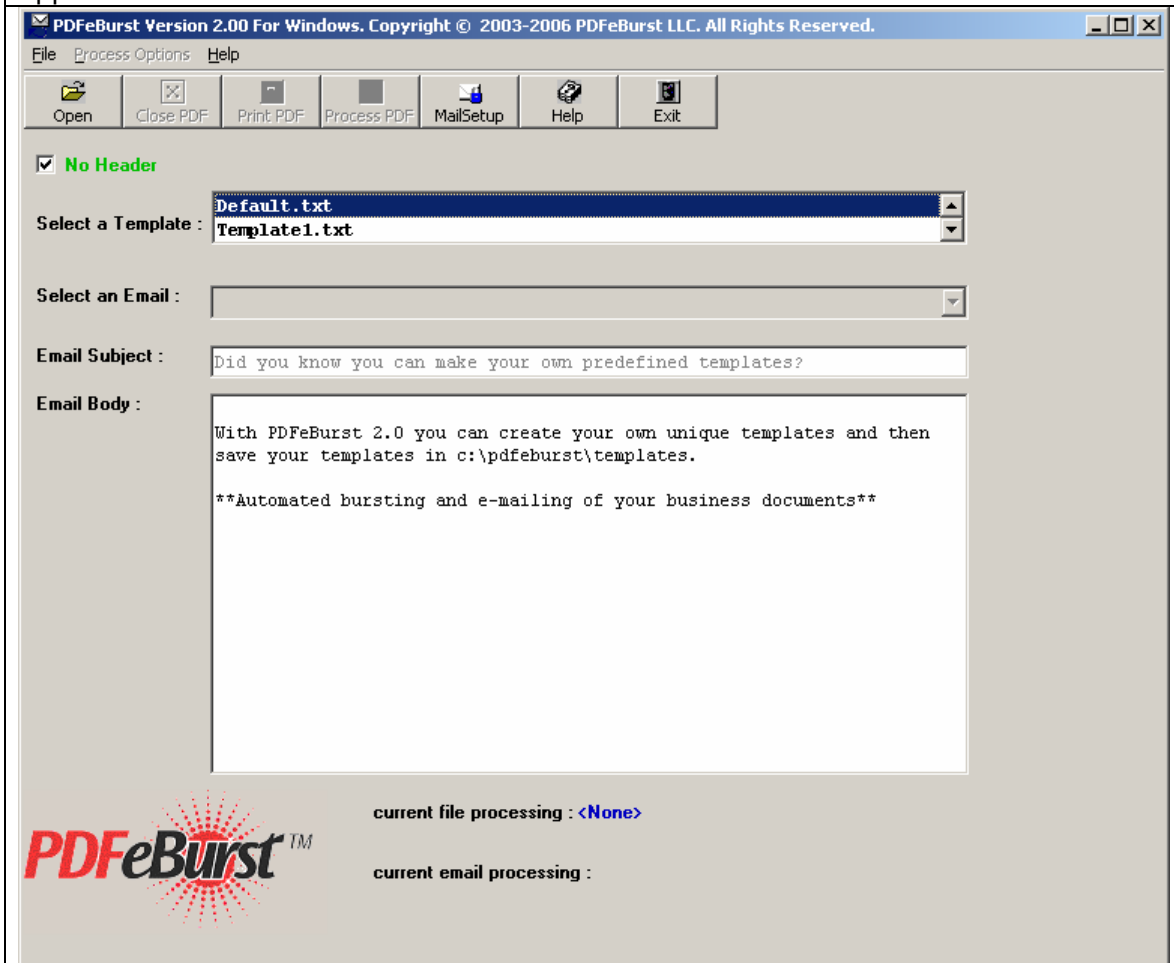 PDFeBurst Version 2.00 For Windows. Copyright © 2003-2006 PDFeBurst LLC. All Rights Reserved.
File Process Options Help
Open Close PDF Print PDF Process PDF MailSetup Help Exit
No Header
Select a Template :
Default.txt
Template1.txt
Select an Email :
Email Subject : Did you know you can make your own predefined templates?
Email Body :
With PDFeBurst 2.0 you can create your own unique templates and then
save your templates in c:\pdfeburst\templates.
**Automated bursting and e-mailing of your business documents**
current file processing : <None>
PDFeBurst TM
current email processing :